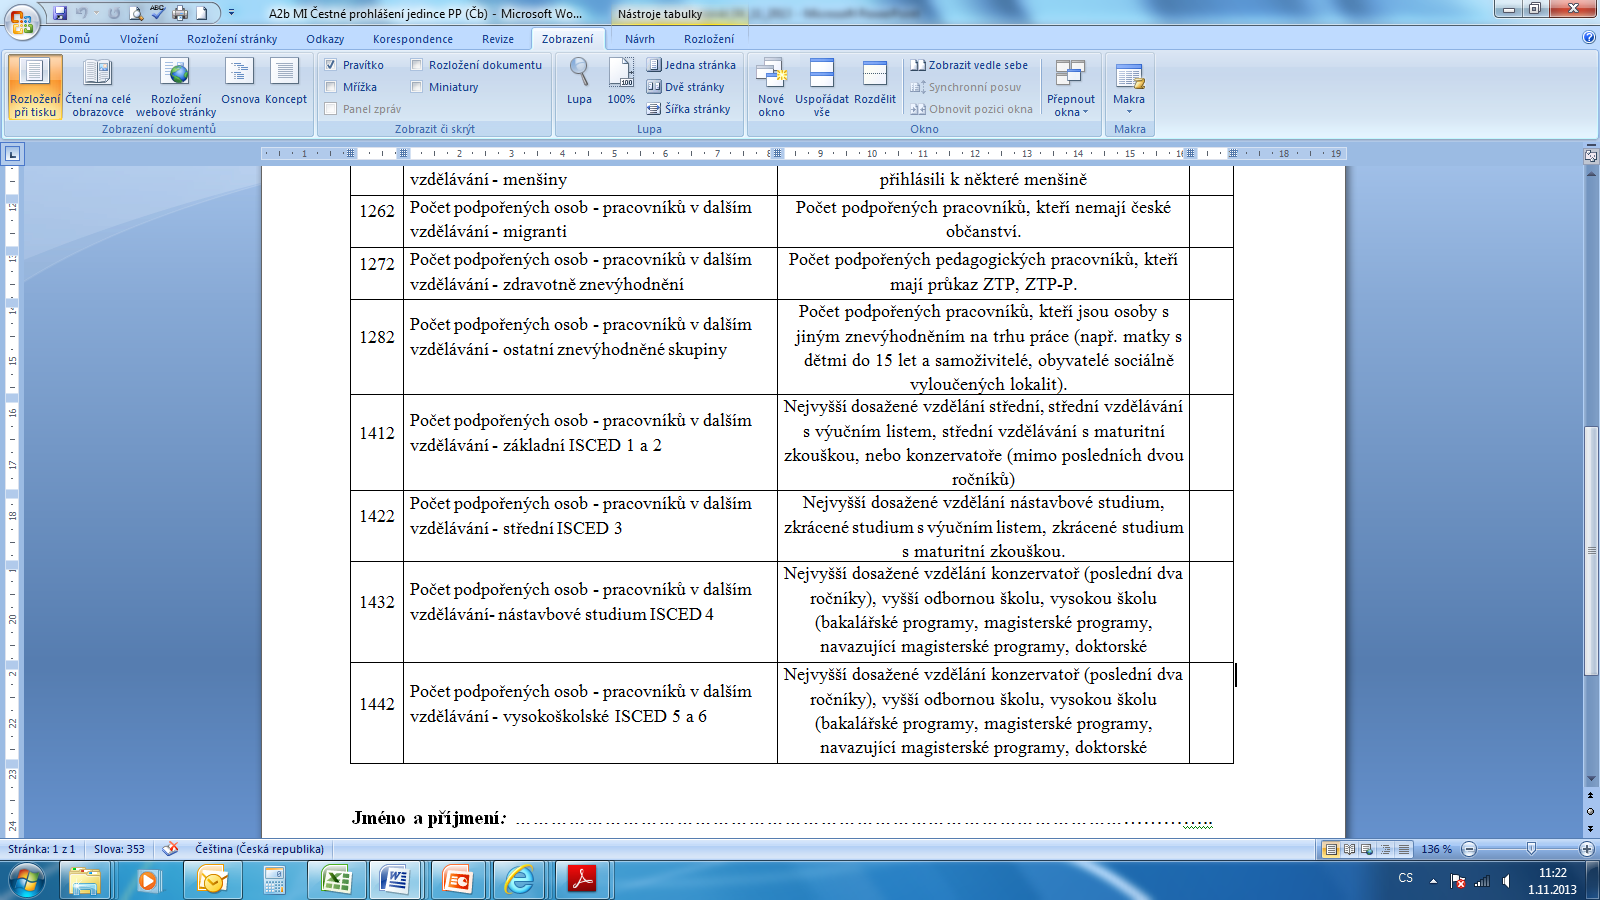 A2b MI Čestné prohlášení jedince PP (Čb) - Microsoft Wo...
Nástroje tabulky
Domů
Vložení
Rozložení stránky
Odkazy
Korespondence
Revize
Zobrazení
Návrh
Rozložení
Rozložení při tisku
Čtení na celé obrazovce
Rozložení webové stránky
Osnova
Koncept
Zobrazení dokumentů
Pravítko
Mřížka
Panel zpráv
Rozložení dokumentu
Miniatury
Zobrazit či skrýt
Lupa
100%
Jedna stránka
Dvě stránky
Šířka stránky
Lupa
Nové okno
Uspořádat vše
Rozdělit
Zobrazit vedle sebe
Synchronní posuv
Obnovit pozici okna
Přepnout okna
Okno
Makra
Makra
vzdělávání - menšiny
přihlásili k některé menšině
1262
Počet podpořených osob - pracovníků v dalším
vzdělávání - migranti
Počet podpořených pracovníků, kteří nemají české
občanství.
1272
Počet podpořených osob - pracovníků v dalším
vzdělávání - zdravotně znevýhodnění
Počet podpořených pedagogických pracovníků, kteří
mají průkaz ZTP, ZTP-P.
1282
Počet podpořených osob - pracovníků v dalším
vzdělávání - ostatní znevýhodněné skupiny
Počet podpořených pracovníků, kteří jsou osoby s
jiným znevýhodněním na trhu práce (např. matky s
dětmi do 15 let a samoživitelé, obyvatelé sociálně
vyloučených lokalit).
1412
Počet podpořených osob - pracovníků v dalším
vzdělávání - základní ISCED 1 a 2
Nejvyšší dosažené vzdělání střední, střední vzdělávání
s výučním listem, střední vzdělávání s maturitní
zkouškou, nebo konzervatoře (mimo posledních dvou
ročníků)
1422
Počet podpořených osob - pracovníků v dalším
vzdělávání - střední ISCED 3
Nejvyšší dosažené vzdělání nástavbové studium,
zkrácené studium s výučním listem, zkrácené studium
s maturitní zkouškou.
1432
Počet podpořených osob - pracovníků v dalším
vzdělávání- nástavbové studium ISCED 4
Nejvyšší dosažené vzdělání konzervatoř (poslední dva
ročníky), vyšší odbornou školu, vysokou školu
(bakalářské programy, magisterské programy,
navazující magisterské programy, doktorské
1442
Počet podpořených osob - pracovníků v dalším
vzdělávání - vysokoškolské ISCED 5 a 6
Nejvyšší dosažené vzdělání konzervatoř (poslední dva
ročníky), vyšší odbornou školu, vysokou školu
(bakalářské programy, magisterské programy,
navazující magisterské programy, doktorské
Jméno a příjmení: ……………………………………………………………………………
Stránka: 1 z 1
Slova: 353
Čeština (Česká republika)
136 %
CS
11:22
1.11.2013